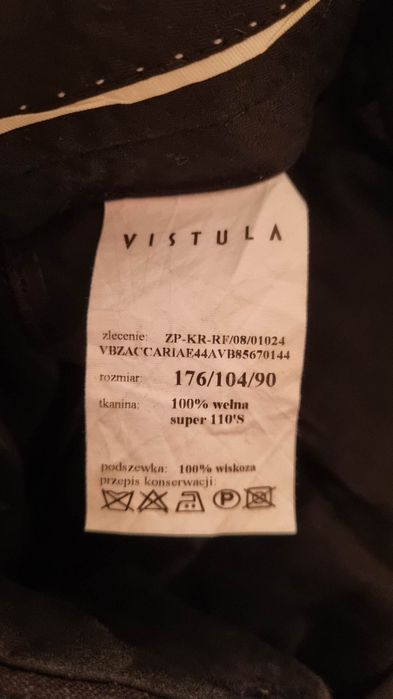 VISTULA
zlecenie: ZP-KR-RF/08/01024
VBZACCARIAE44AVB85670144
rozmiar: 176/104/90
tkanina: 100% wełna
super 110'S
podszewka: 100% wiskoza
przepis konserwacji:
P